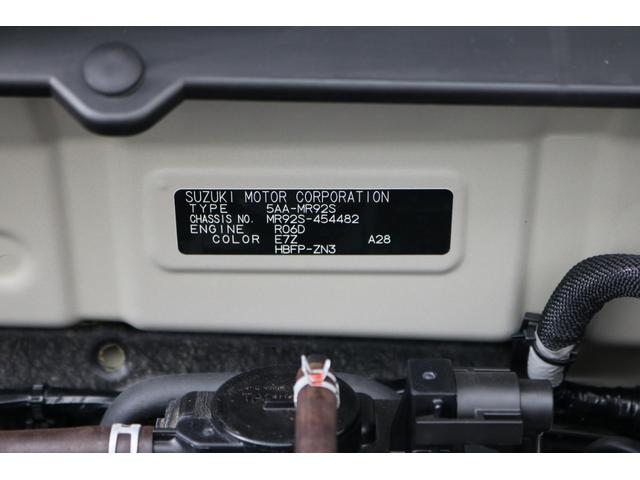 SUZUKI MOTOR CORPORATION
TYPE 5AA-MR92S
CHASSIS NO. MR92S-454482
ENGINE R06D
COLOR E7Z A28
HBFP-ZN3